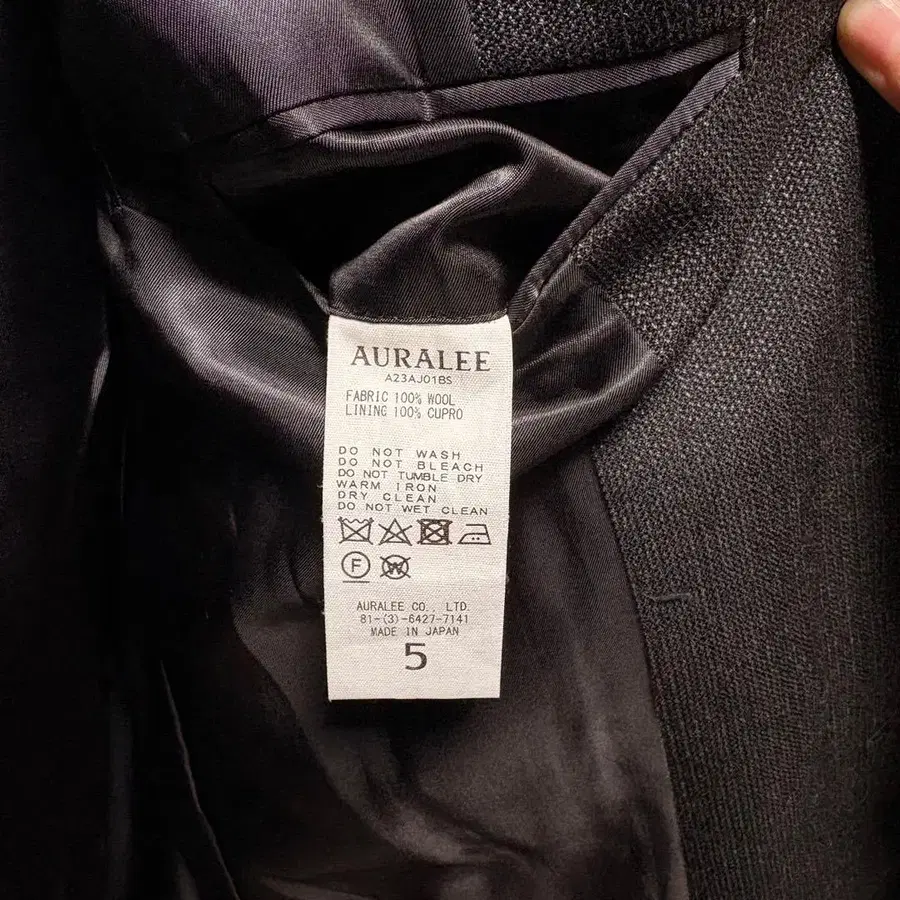 AURALEE
A23AJ01BS
FABRIC 100% WOOL
LINING 100% CUPRO
DO NOT WASH
DO NOT BLEACH
DO NOT TUMBLE DRY
WARM IRON
DRY CLEAN
DO NOT WET CLEAN
F W
AURALEE CO., LTD.
81-(3)-6427-7141
MADE IN JAPAN
5